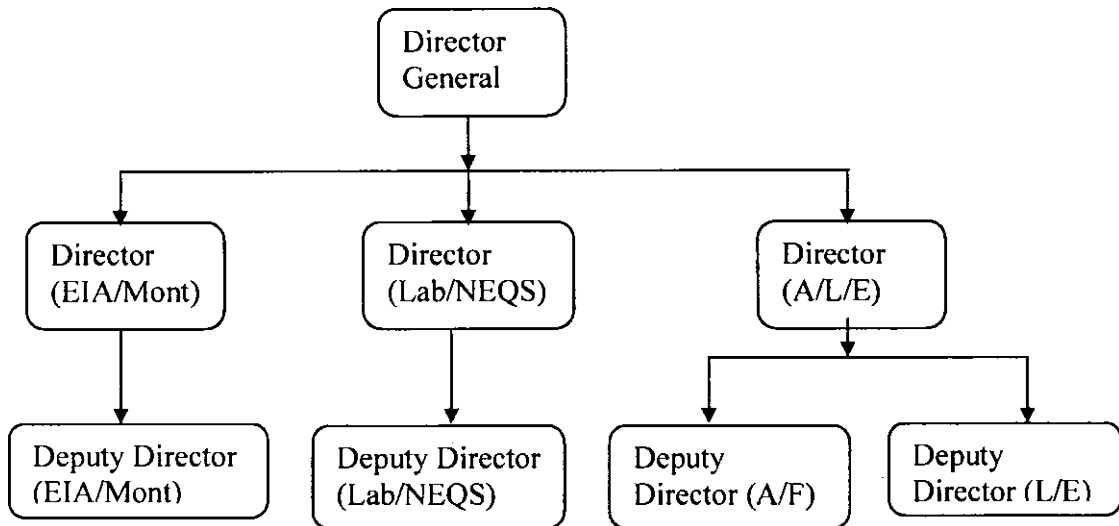 Director
General
Director
(EIA/Mont)
Director
(Lab/NEQS)
Director
(A/L/E)
Deputy Director
(EIA/Mont)
Deputy Director
(Lab/NEQS)
Deputy
Director (A/F)
Deputy
Director (L/E)